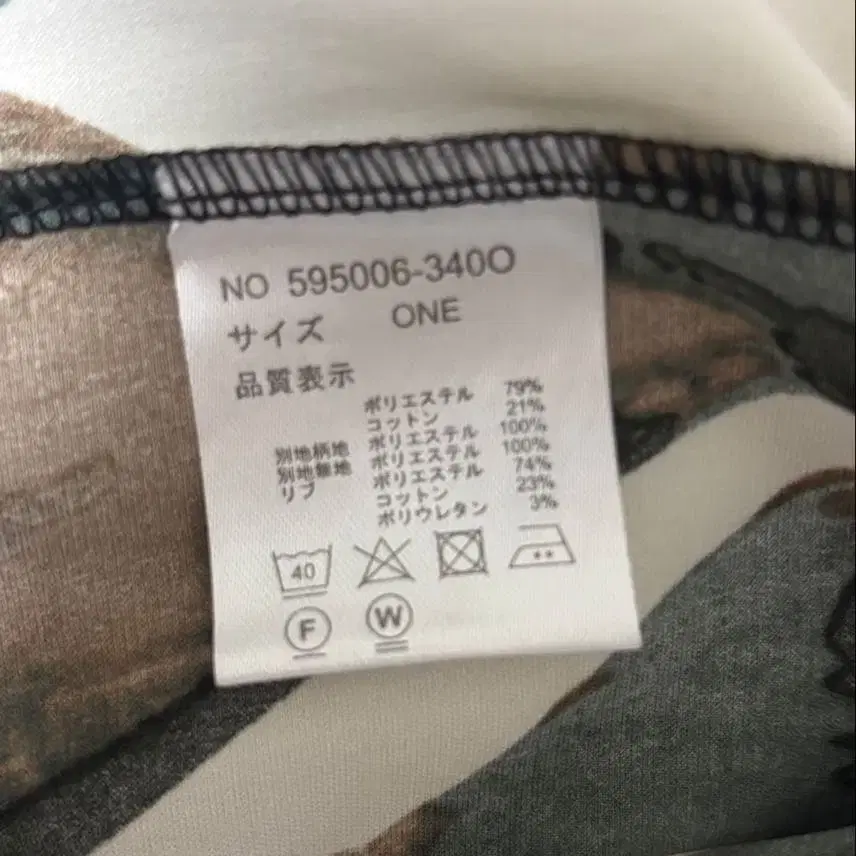 NO 595006-340O
サイズ ONE
品質表示
ポリエステル 79%
コットン 21%
別地柄地 ポリエステル 100%
別地無地 ポリエステル 100%
リブ ポリエステル 74%
コットン 23%
ポリウレタン 3%
40
F W